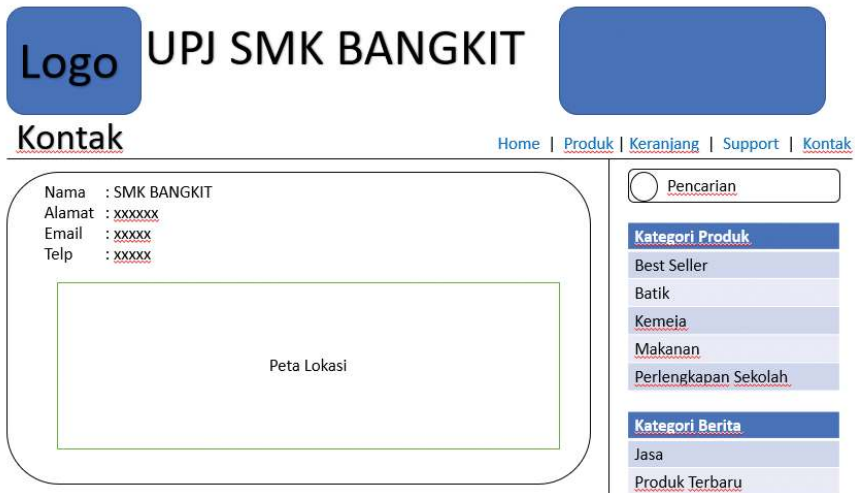 Logo
UPJ SMK BANGKIT
Kontak
Home | Produk | Keranjang | Support | Kontak
Nama : SMK BANGKIT
Alamat : xxxxxx
Email : xxxxx
Telp : xxxxx
Peta Lokasi
Pencarian
Kategori Produk
Best Seller
Batik
Kemeja
Makanan
Perlengkapan Sekolah
Kategori Berita
Jasa
Produk Terbaru